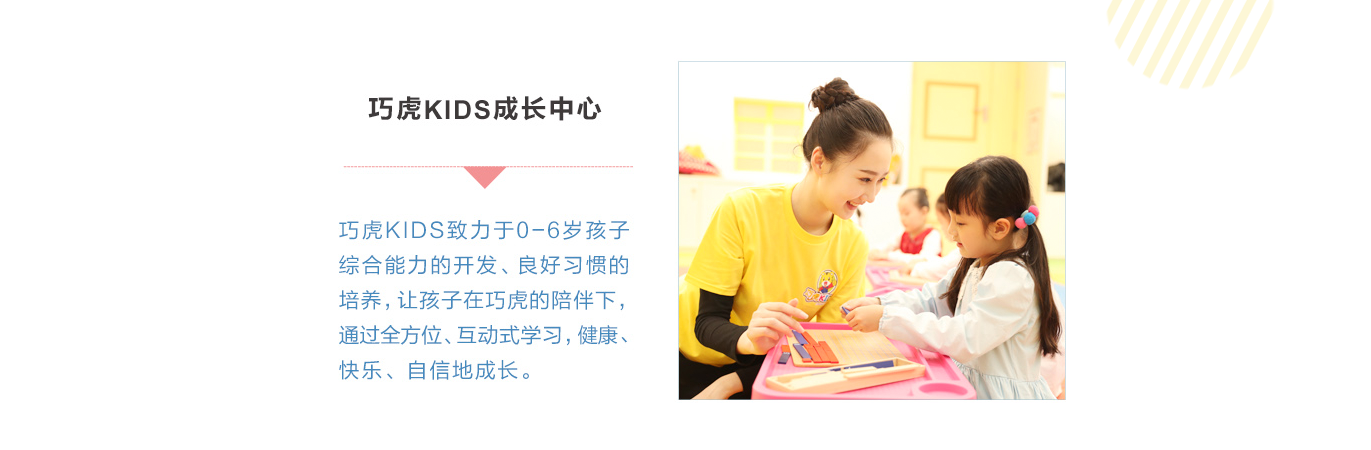 巧虎KIDS成长中心
巧虎KIDS致力于0-6岁孩子
综合能力的开发、良好习惯的
培养，让孩子在巧虎的陪伴下，
通过全方位、互动式学习，健康、
快乐、自信地成长。